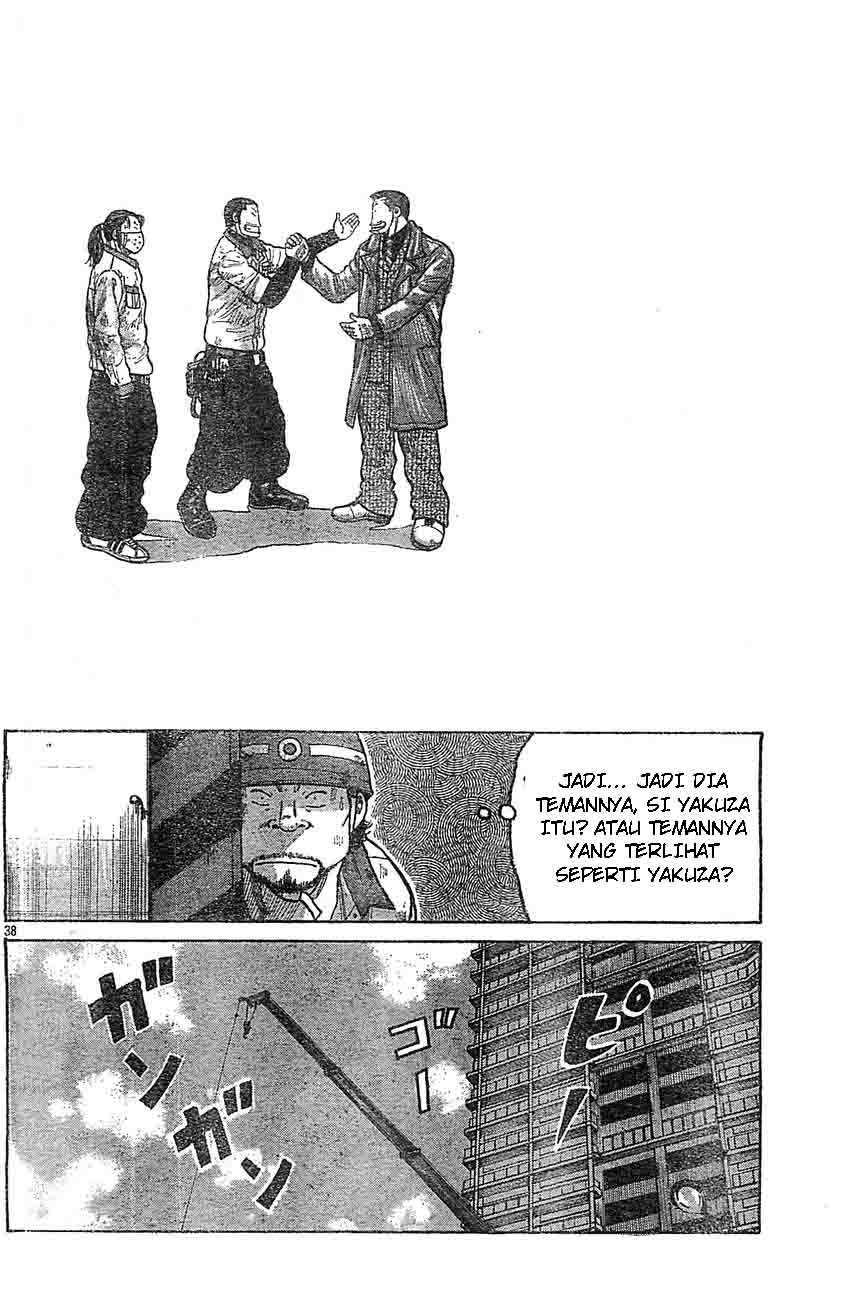 JADI... JADI DIA
TEMANNYA, SI YAKUZA
ITU? ATAU TEMANNYA
YANG TERLIHAT
SEPERTI YAKUZA?
38
ピー
ゴー
ガン
ガン